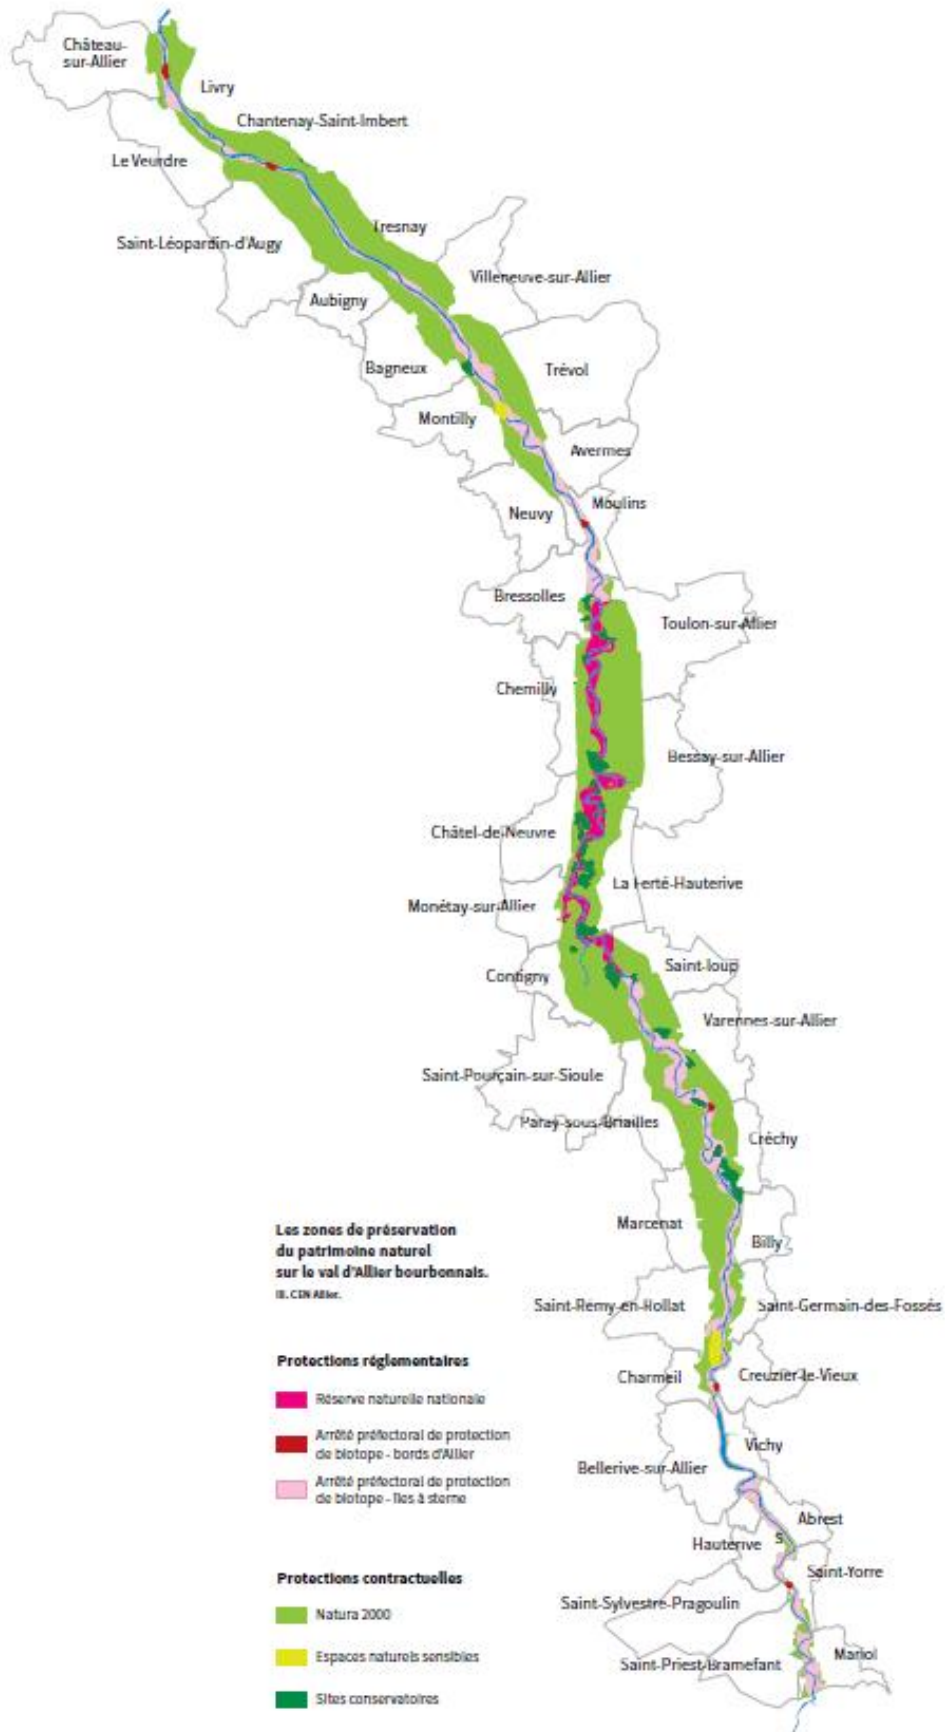 Château-
sur-Allier
Livry
Chantenay-Saint-Imbert
Le Veurdre
Tresnay
Saint-Léopardin-d'Augy
Villeneuve-sur-Allier
Aubigny
Bagneux
Trévol
Montilly
Avermes
Moulins
Neuvy
Bressolles
Toulon-sur-Allier
Chemilly
Bessay-sur-Allier
Châtel-de-Neuvre
La Ferté-Hauterive
Monétay-sur-Allier
Saint-loup
Contigny
Varennes-sur-Allier
Saint-Pourçain-sur-Sioule
Paray-sous-Briailles
Créchy
Marcenat
Billy
Les zones de préservation
du patrimoine naturel
sur le val d'Allier bourbonnais.
Ill. CEN Allier.
Saint-Rémy-en-Rollat
Saint-Germain-des-Fossés
Protections réglementaires
Charmeil
Creuzier-le-Vieux
Réserve naturelle nationale
Arrêté préfectoral de protection
de biotope - bords d'Allier
Vichy
Bellerive-sur-Allier
Arrêté préfectoral de protection
de biotope - îles à sterne
Abrest
Hauterive
S
Protections contractuelles
Saint-Yorre
Saint-Sylvestre-Pragoulin
Natura 2000
Espaces naturels sensibles
Saint-Priest-Bramefant
Mariol
Sites conservatoires